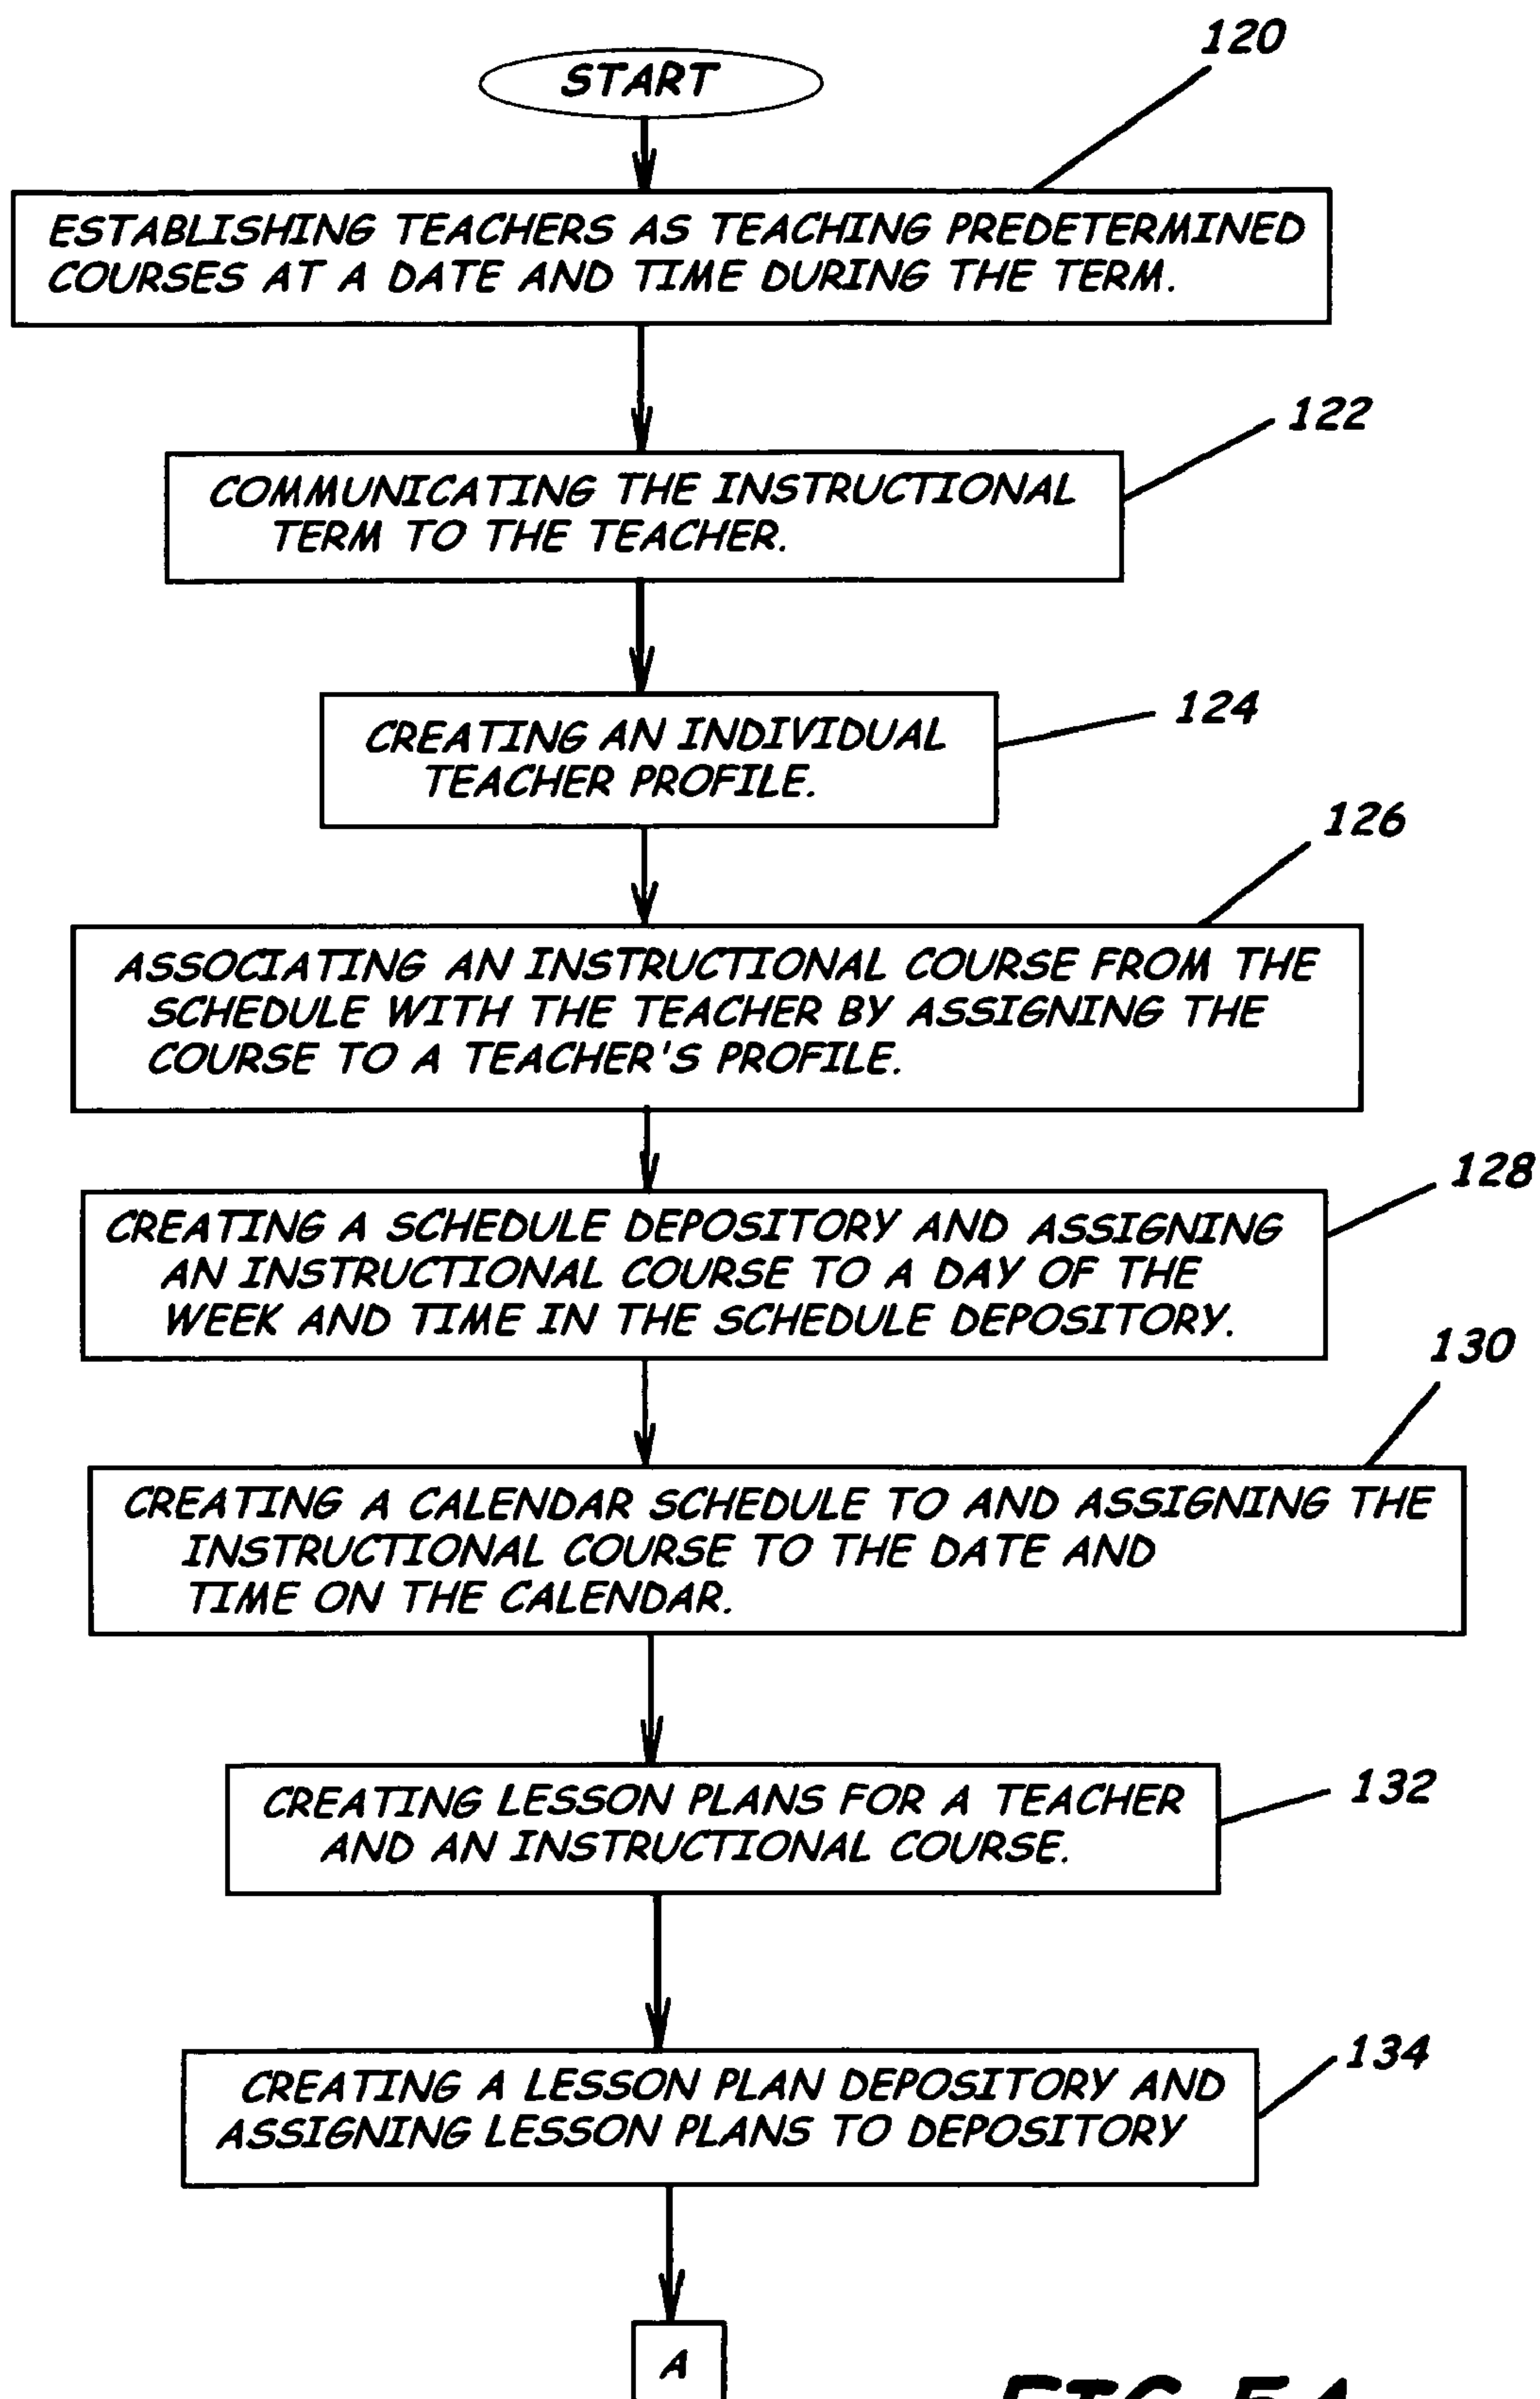 120
START
ESTABLISHING TEACHERS AS TEACHING PREDETERMINED
COURSES AT A DATE AND TIME DURING THE TERM.
122
COMMUNICATING THE INSTRUCTIONAL
TERM TO THE TEACHER.
124
CREATING AN INDIVIDUAL
TEACHER PROFILE.
126
ASSOCIATING AN INSTRUCTIONAL COURSE FROM THE
SCHEDULE WITH THE TEACHER BY ASSIGNING THE
COURSE TO A TEACHER'S PROFILE.
128
CREATING A SCHEDULE DEPOSITORY AND ASSIGNING
AN INSTRUCTIONAL COURSE TO A DAY OF THE
WEEK AND TIME IN THE SCHEDULE DEPOSITORY.
130
CREATING A CALENDAR SCHEDULE TO AND ASSIGNING THE
INSTRUCTIONAL COURSE TO THE DATE AND
TIME ON THE CALENDAR.
132
CREATING LESSON PLANS FOR A TEACHER
AND AN INSTRUCTIONAL COURSE.
134
CREATING A LESSON PLAN DEPOSITORY AND
ASSIGNING LESSON PLANS TO DEPOSITORY
A